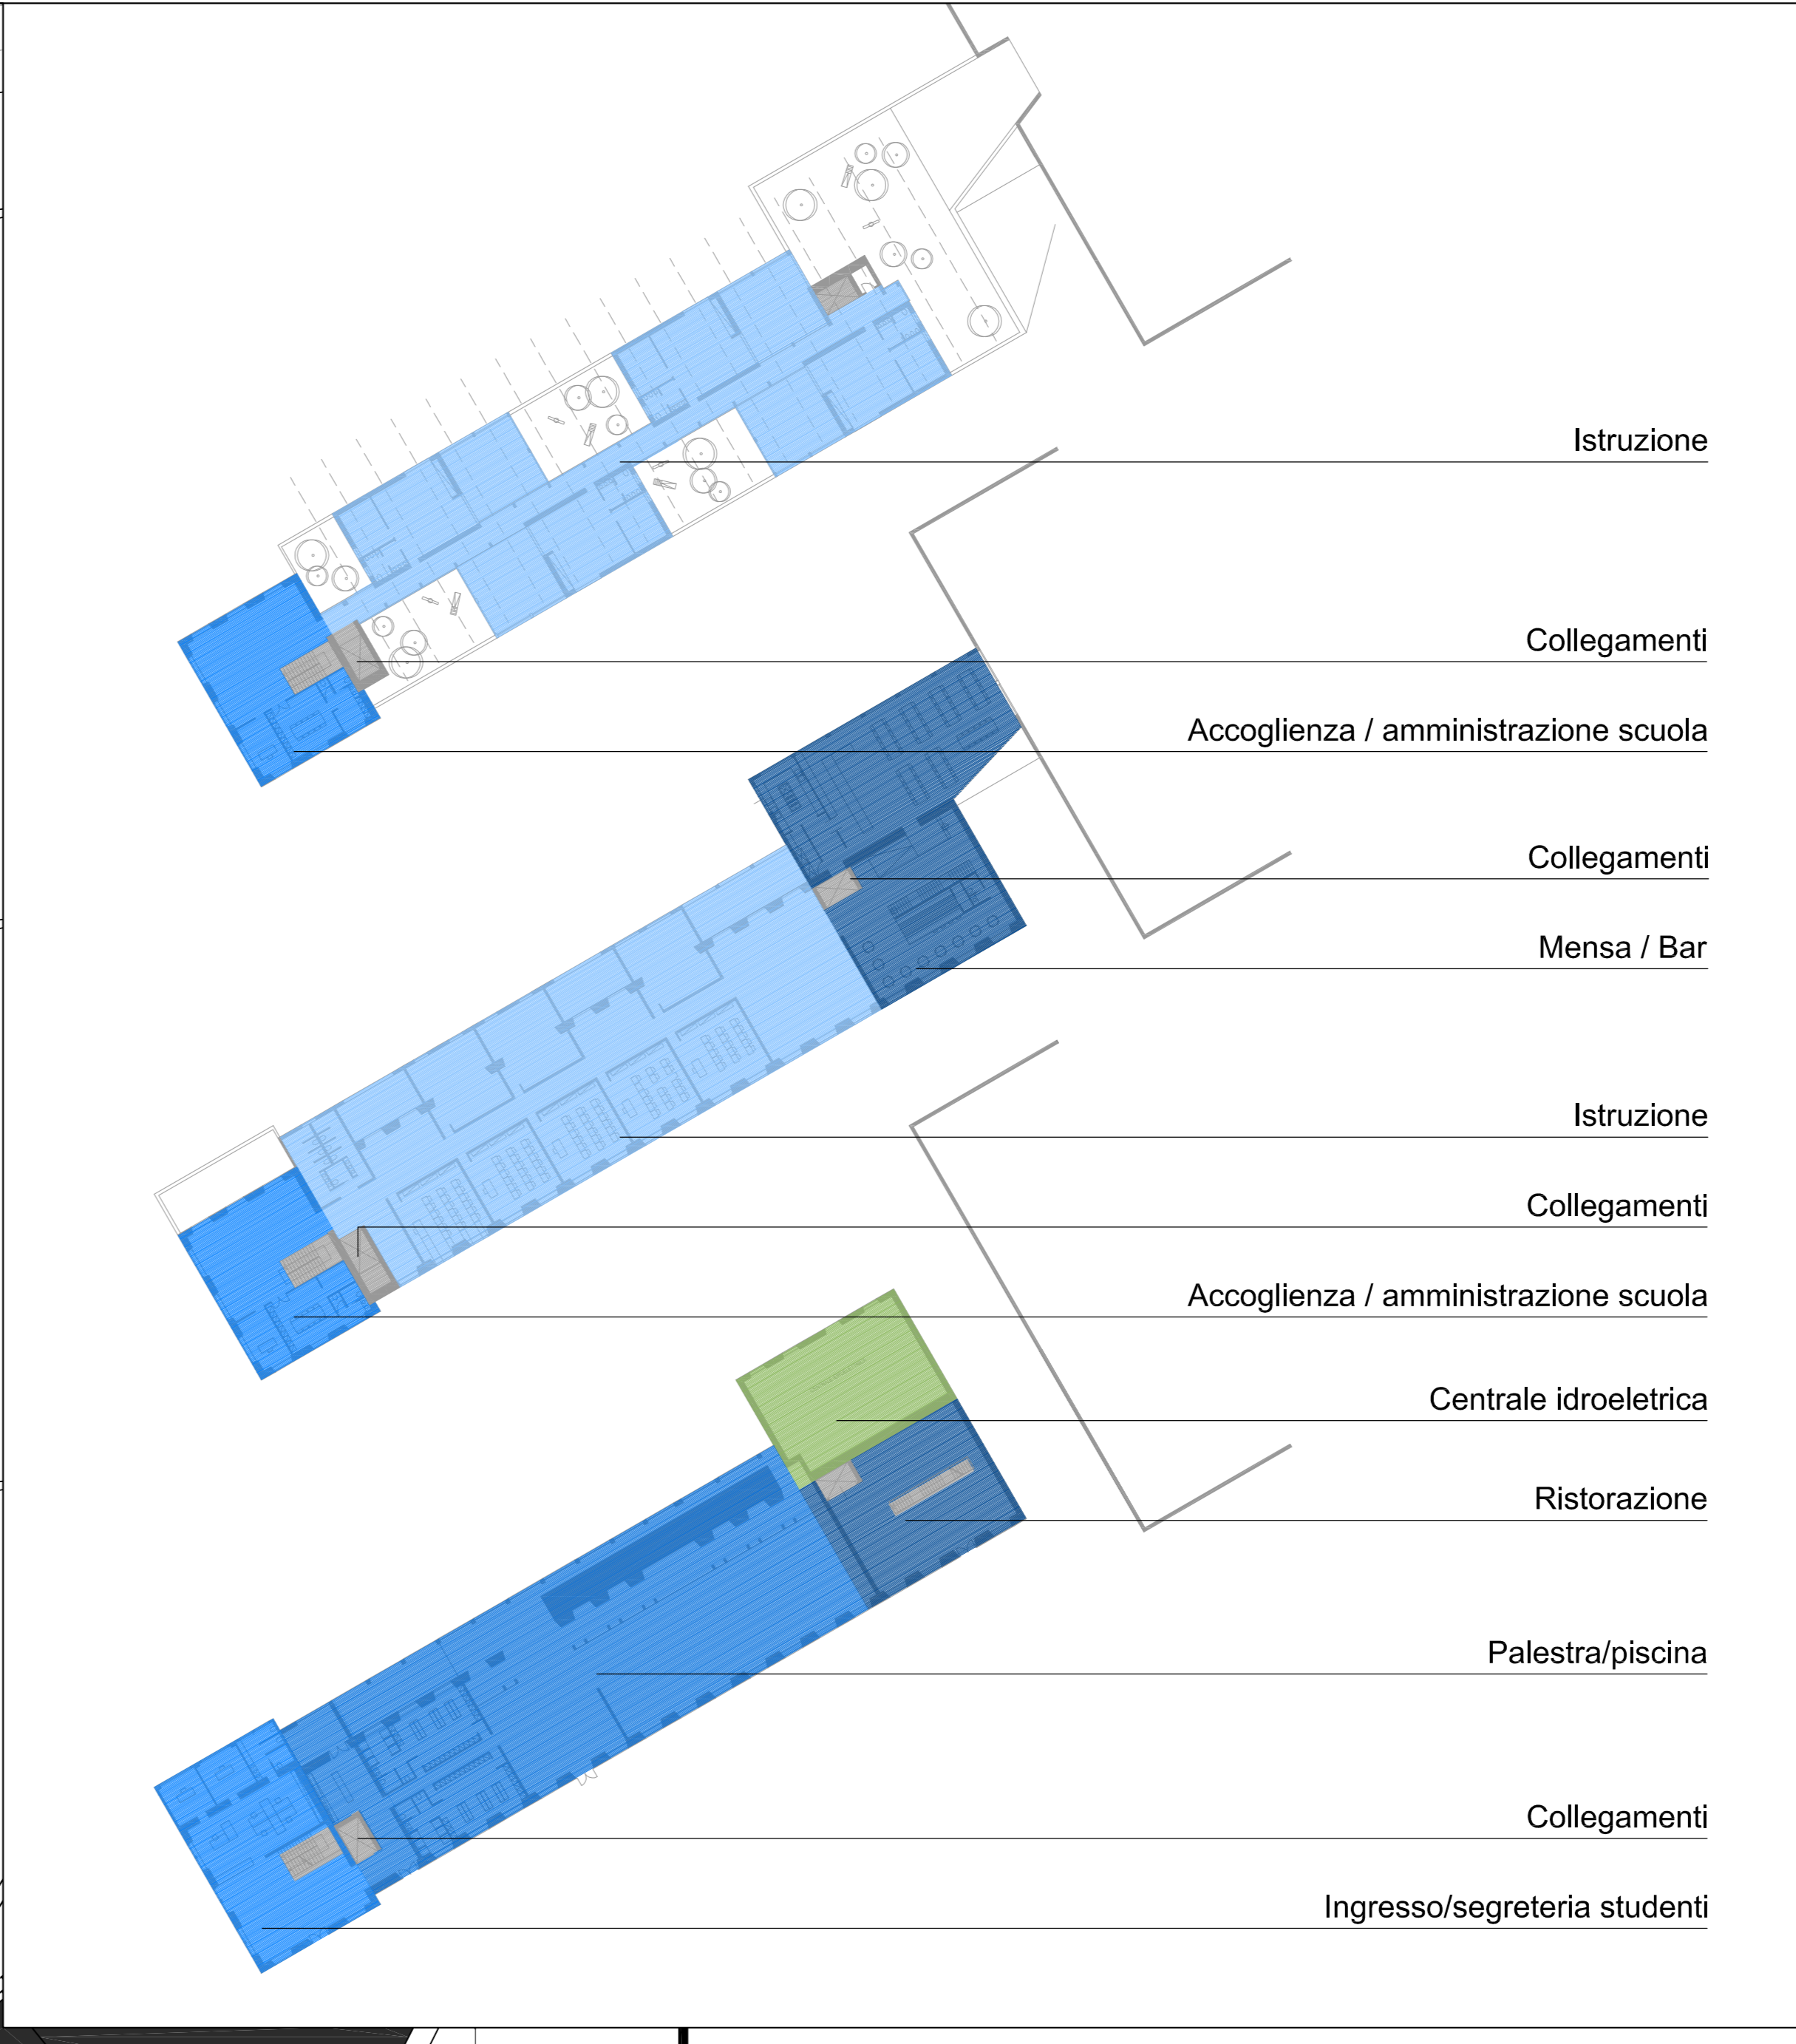 Istruzione
Collegamenti
Accoglienza / amministrazione scuola
Collegamenti
Mensa / Bar
Istruzione
Collegamenti
Accoglienza / amministrazione scuola
Centrale idroeletrica
Ristorazione
Palestra/piscina
Collegamenti
Ingresso/segreteria studenti